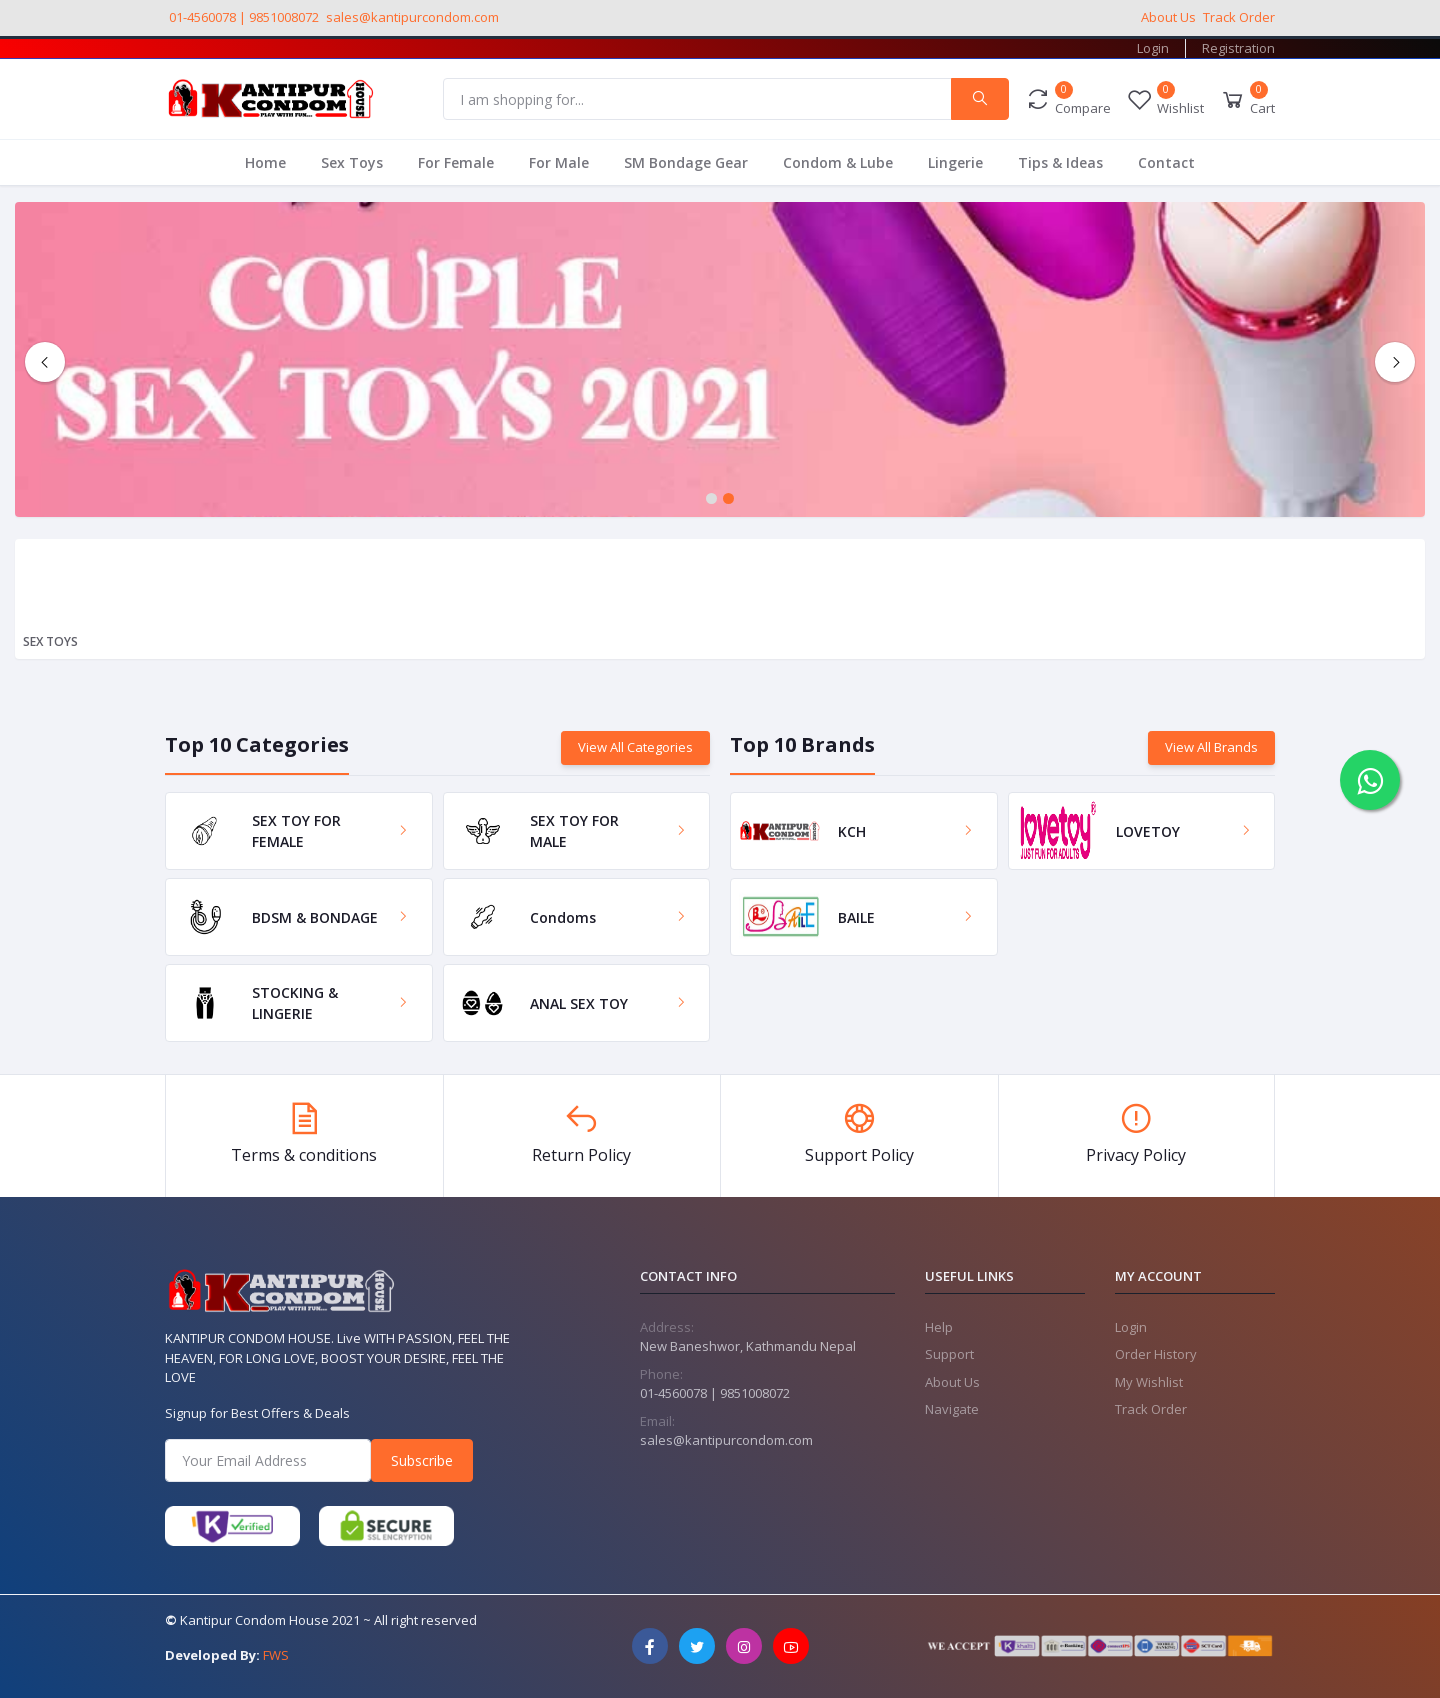 01-4560078 | 9851008072 sales@kantipurcondom.com About Us Track Order
Login Registration
KANTIPUR CONDOM HOUSE
PLAY WITH FUN...
I am shopping for...
0 Compare 0 Wishlist 0 Cart
Home Sex Toys For Female For Male SM Bondage Gear Condom & Lube Lingerie Tips & Ideas Contact
COUPLE
SEX TOYS 2021
SEX TOYS
Top 10 Categories View All Categories
SEX TOY FOR FEMALE
SEX TOY FOR MALE
BDSM & BONDAGE
Condoms
STOCKING & LINGERIE
ANAL SEX TOY
Top 10 Brands View All Brands
KANTIPUR CONDOM HOUSE
KCH
lovetoy
JUST FUN FOR ADULTS
LOVETOY
BAILE
BAILE
Terms & conditions
Return Policy
Support Policy
Privacy Policy
KANTIPUR CONDOM HOUSE
PLAY WITH FUN...
KANTIPUR CONDOM HOUSE. Live WITH PASSION, FEEL THE
HEAVEN, FOR LONG LOVE, BOOST YOUR DESIRE, FEEL THE
LOVE
Signup for Best Offers & Deals
Your Email Address Subscribe
K Verified
SECURE
SSL ENCRYPTION
CONTACT INFO
Address:
New Baneshwor, Kathmandu Nepal
Phone:
01-4560078 | 9851008072
Email:
sales@kantipurcondom.com
USEFUL LINKS
Help
Support
About Us
Navigate
MY ACCOUNT
Login
Order History
My Wishlist
Track Order
© Kantipur Condom House 2021 ~ All right reserved
Developed By: FWS
WE ACCEPT